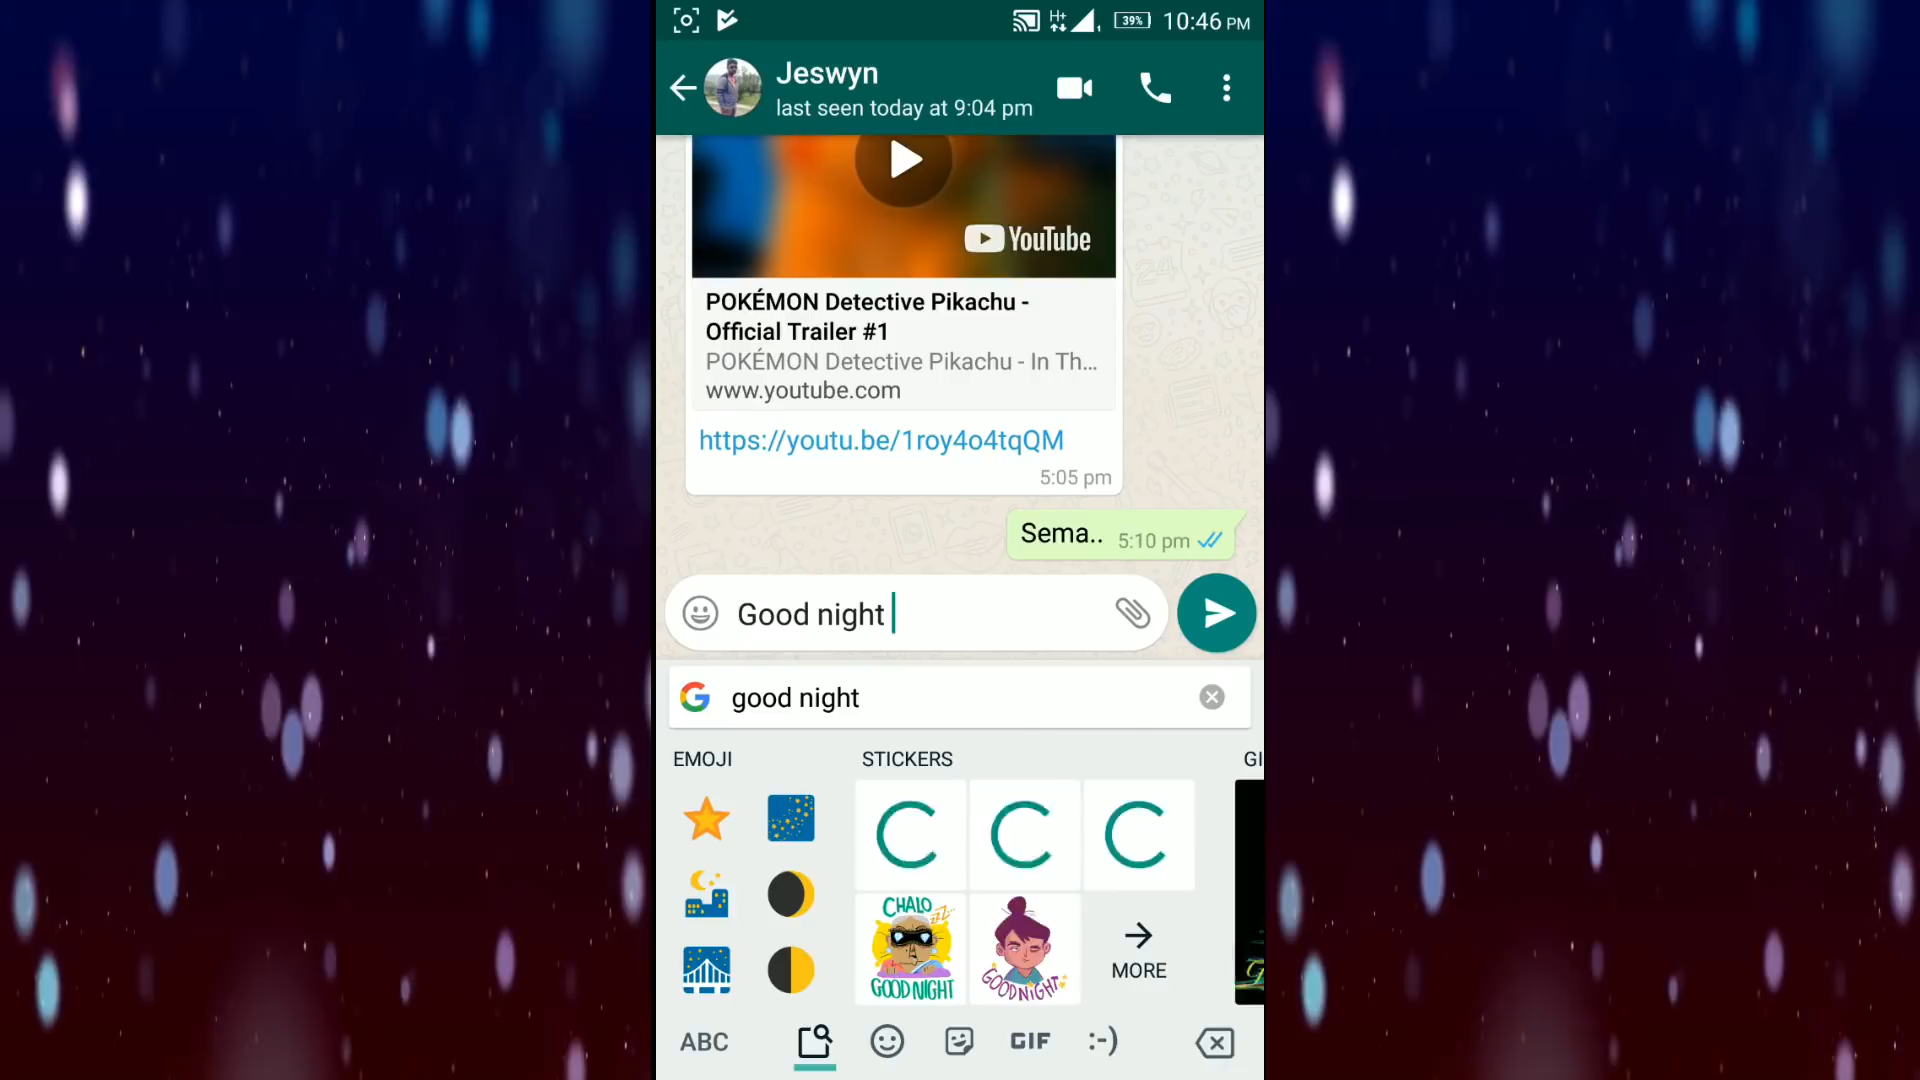 H+ 1 39% 10:46 PM
Jeswyn
last seen today at 9:04 pm
YouTube
POKÉMON Detective Pikachu -
Official Trailer #1
POKÉMON Detective Pikachu - In Th...
www.youtube.com
https://youtu.be/1roy4o4tqQM
5:05 pm
Sema.. 5:10 pm
Good night
G good night
EMOJI STICKERS GI
CHALO
GOOD NIGHT
GOOD NIGHT
MORE
ABC GIF :-)